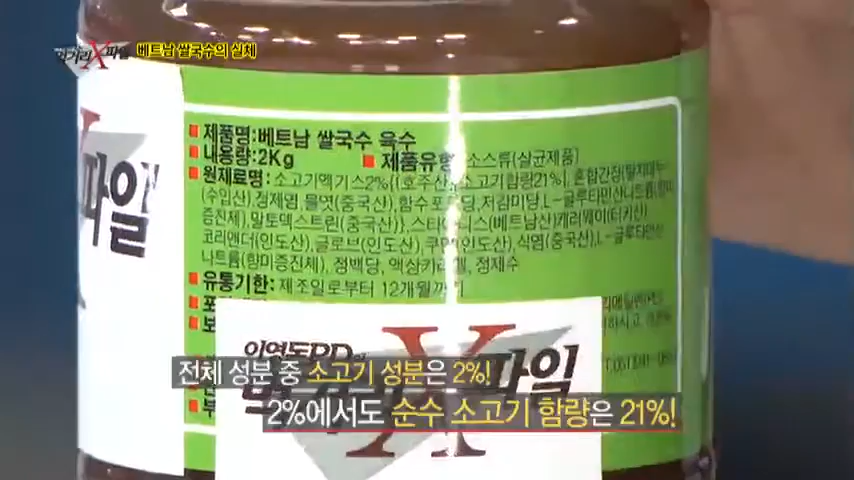 먹거리X파일 베트남 쌀국수의 실체
X
파일
제품명:베트남 쌀국수 육수
내용량:2Kg 제품유형 소스류(살균제품)
원재료명: 소고기엑기스2%{(호주산),소고기함량21%}, 혼합간장(탈지대두
(수입산),정제염,물엿(중국산),함수포도당,저감미당,L-글루타민산나트륨(향미
증진제),말토덱스트린(중국산)},스타아니스(베트남산)캐러웨이(터키산)
코리앤더(인도산),글로브(인도산),쿠민(인도산),식염(중국산),L-글루타민산
나트륨(향미증진제), 정백당, 액상카라멜, 정제수
유통기한: 제조일로부터 12개월까지
이영돈PD의
먹거리X파일
전체 성분 중 소고기 성분은 2%!
2%에서도 순수 소고기 함량은 21%!